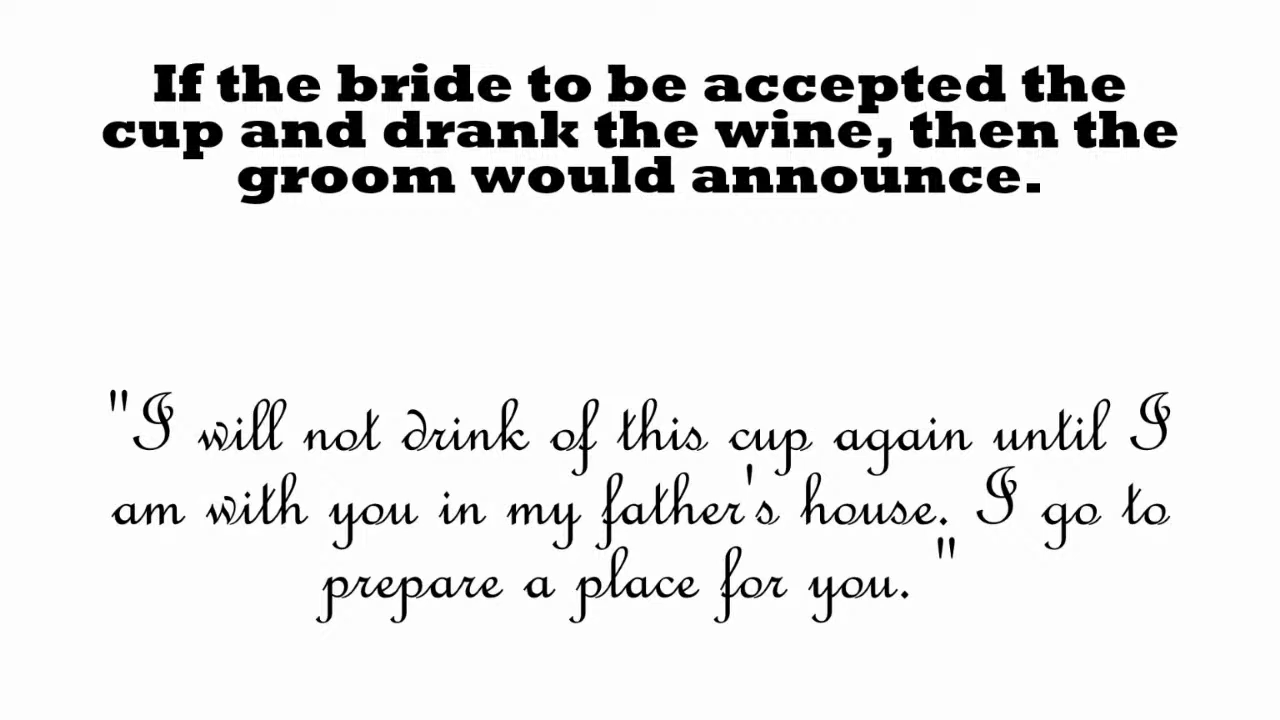 If the bride to be accepted the
cup and drank the wine, then the
groom would announce.
"I will not drink of this cup again until I
am with you in my father's house. I go to
prepare a place for you. "